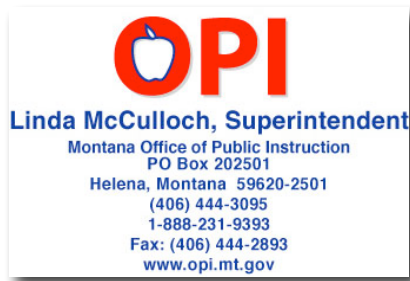 OPI
Linda McCulloch, Superintendent
Montana Office of Public Instruction
PO Box 202501
Helena, Montana 59620-2501
(406) 444-3095
1-888-231-9393
Fax: (406) 444-2893
www.opi.mt.gov